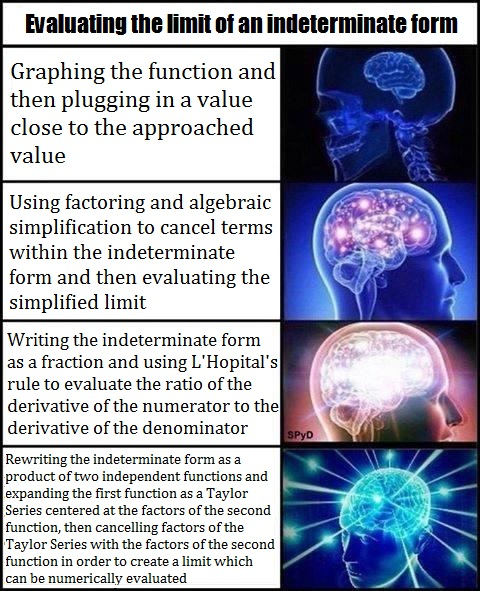 Evaluating the limit of an indeterminate form
Graphing the function and
then plugging in a value
close to the approached
value
Using factoring and algebraic
simplification to cancel terms
within the indeterminate
form and then evaluating the
simplified limit
Writing the indeterminate form
as a fraction and using L'Hopital's
rule to evaluate the ratio of the
derivative of the numerator to the
derivative of the denominator
SPyD
Rewriting the indeterminate form as a
product of two independent functions and
expanding the first function as a Taylor
Series centered at the factors of the second
function, then cancelling factors of the
Taylor Series with the factors of the second
function in order to create a limit which
can be numerically evaluated